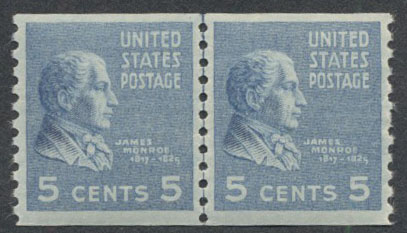 UNITED
STATES
POSTAGE
JAMES
MONROE
1817-1825
5 CENTS 5
UNITED
STATES
POSTAGE
JAMES
MONROE
1817-1825
5 CENTS 5